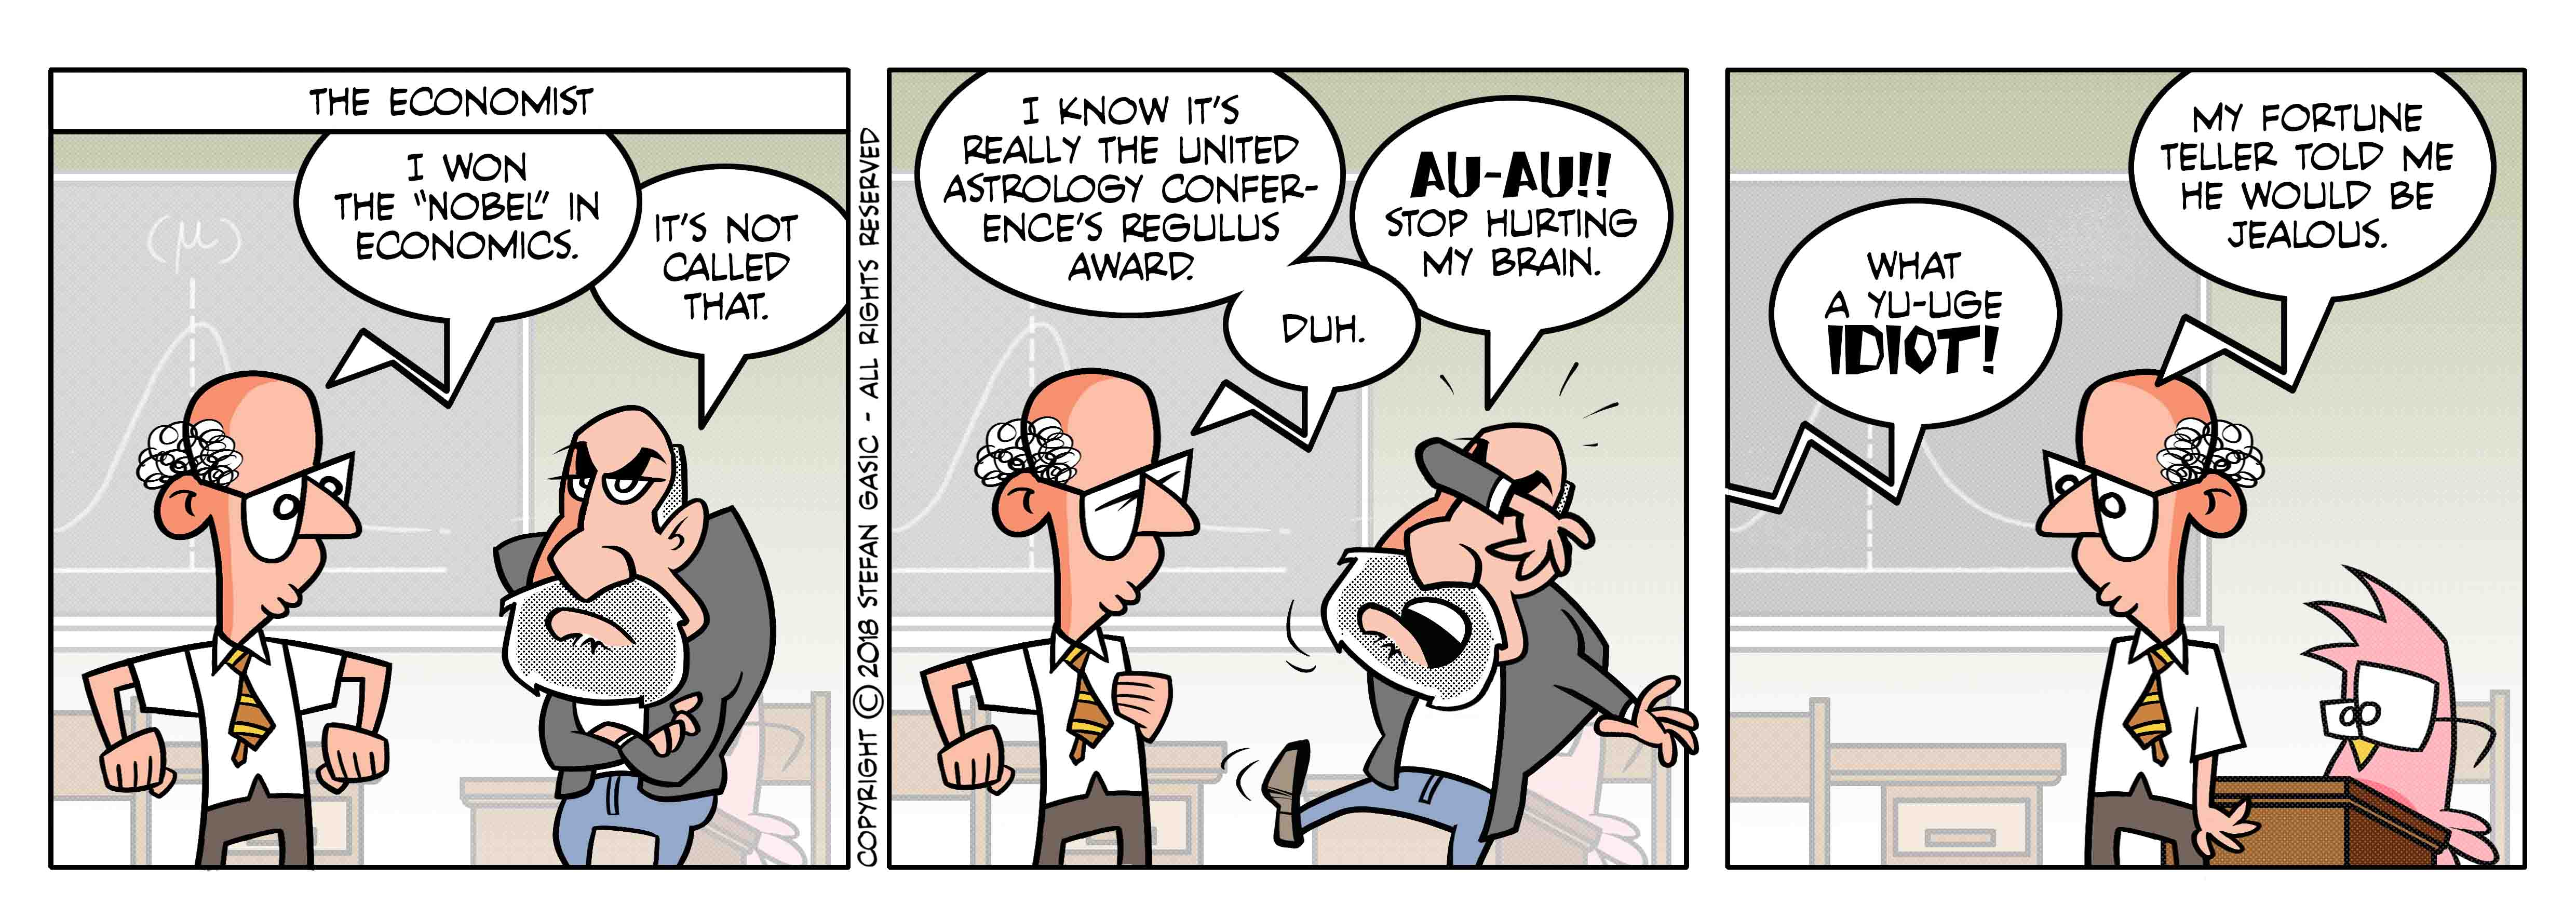 THE ECONOMIST
I WON
THE "NOBEL" IN
ECONOMICS.
IT'S NOT
CALLED
THAT.
(μ)
COPYRIGHT © 2018 STEFAN GASIC - ALL RIGHTS RESERVED
I KNOW IT'S
REALLY THE UNITED
ASTROLOGY CONFER-
ENCE'S REGULUS
AWARD.
DUH.
AU-AU!!
STOP HURTING
MY BRAIN.
WHAT
A YU-UGE
IDIOT!
MY FORTUNE
TELLER TOLD ME
HE WOULD BE
JEALOUS.